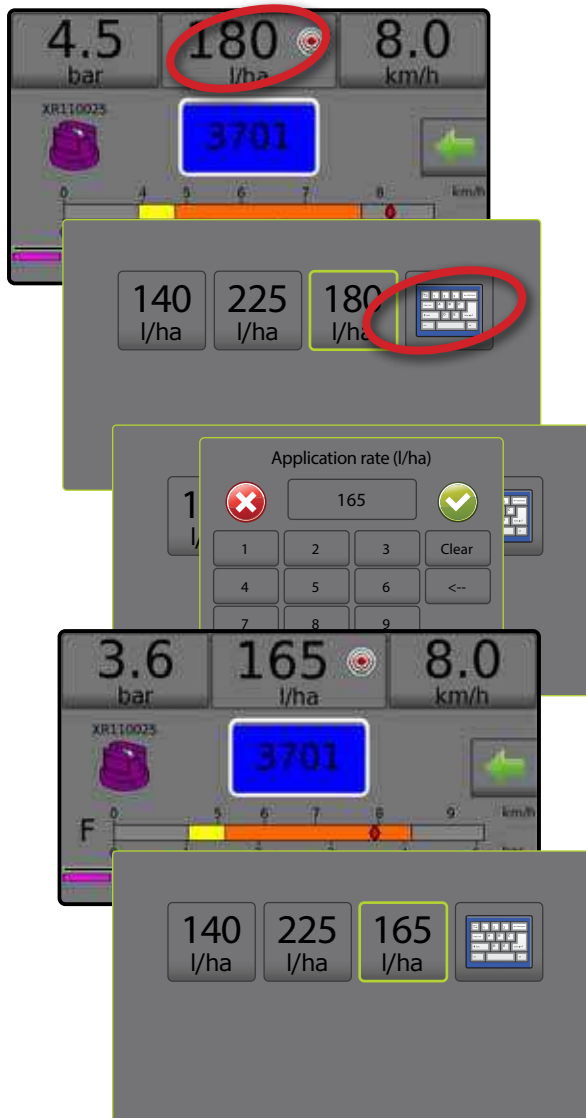 4.5 180 8.0
bar l/ha km/h
XR110025
3701
0 4 5 6 7 8 km/h
140 225 180
l/ha l/ha l/ha
Application rate (l/ha)
165
1 2 3 Clear
4 5 6 <--
7 8 9
3.6 165 8.0
bar l/ha km/h
XR110025
3701
0 5 6 7 8 9 km/h
F
140 225 165
l/ha l/ha l/ha